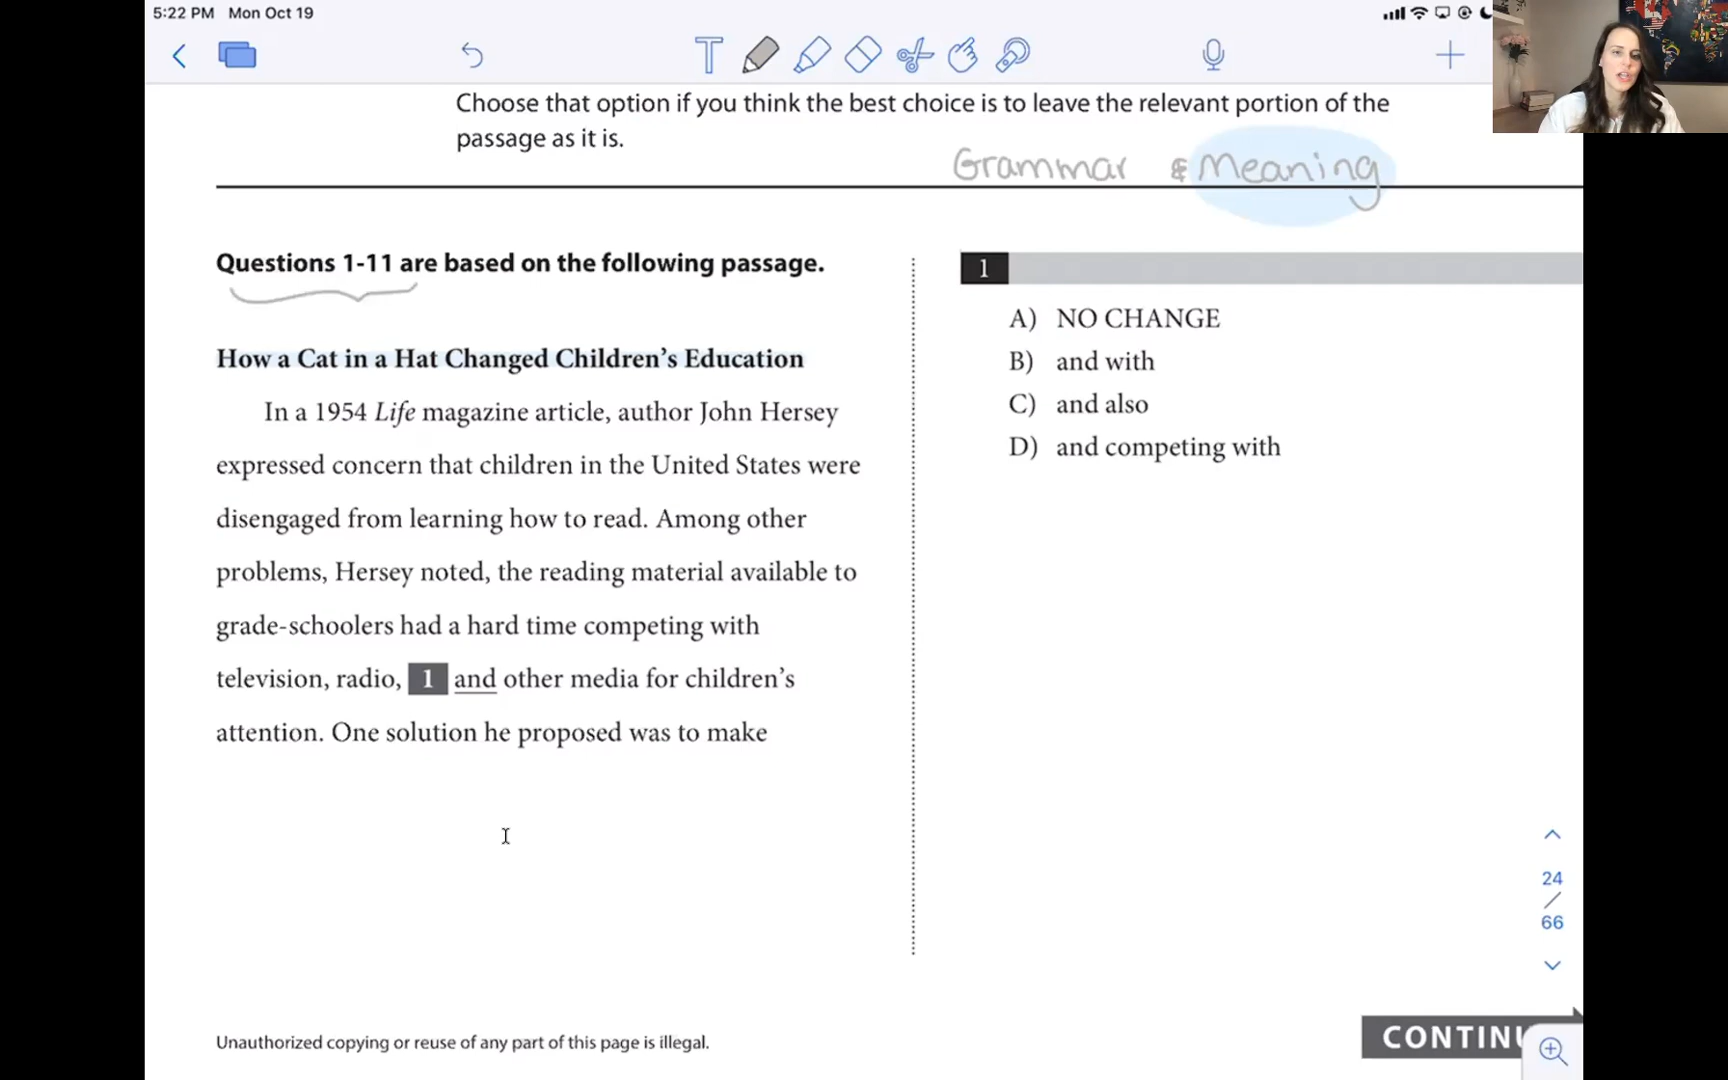 5:22 PM Mon Oct 19
Choose that option if you think the best choice is to leave the relevant portion of the
passage as it is.
Grammar & Meaning
Questions 1-11 are based on the following passage.
How a Cat in a Hat Changed Children’s Education
In a 1954 Life magazine article, author John Hersey
expressed concern that children in the United States were
disengaged from learning how to read. Among other
problems, Hersey noted, the reading material available to
grade-schoolers had a hard time competing with
television, radio, 1 and other media for children’s
attention. One solution he proposed was to make
1
A) NO CHANGE
B) and with
C) and also
D) and competing with
24
/
66
Unauthorized copying or reuse of any part of this page is illegal.
CONTINU